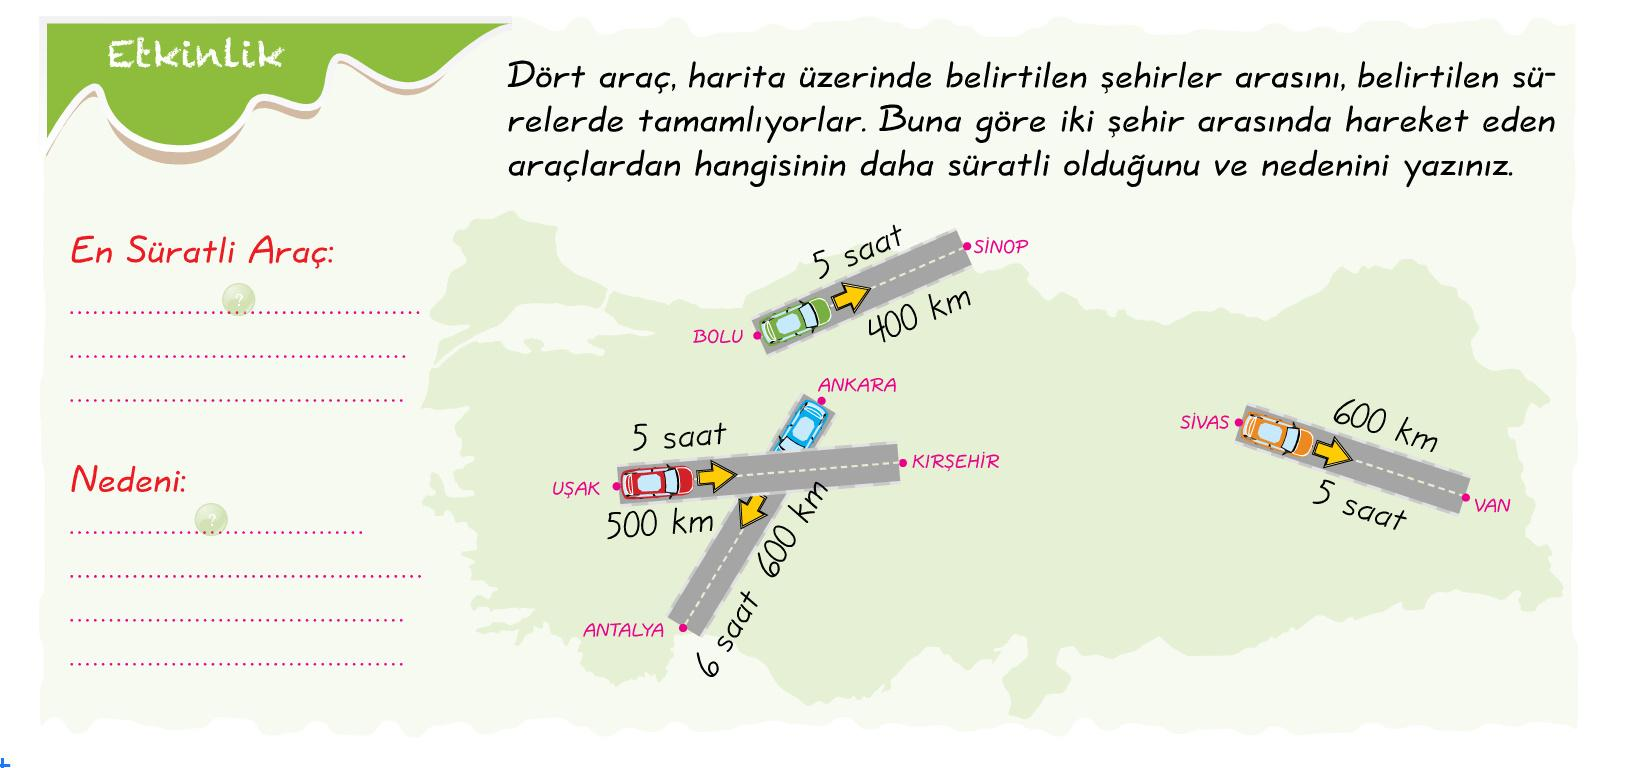 Etkinlik
Dört araç, harita üzerinde belirtilen şehirler arasını, belirtilen sü-
relerde tamamlıyorlar. Buna göre iki şehir arasında hareket eden
araçlardan hangisinin daha süratli olduğunu ve nedenini yazınız.
En Süratli Araç:
?
Nedeni:
?
5 saat
SİNOP
BOLU
400 km
ANKARA
5 saat
KIRŞEHİR
UŞAK
500 km
600 km
ANTALYA
6 saat
SİVAS
600 km
5 saat
VAN